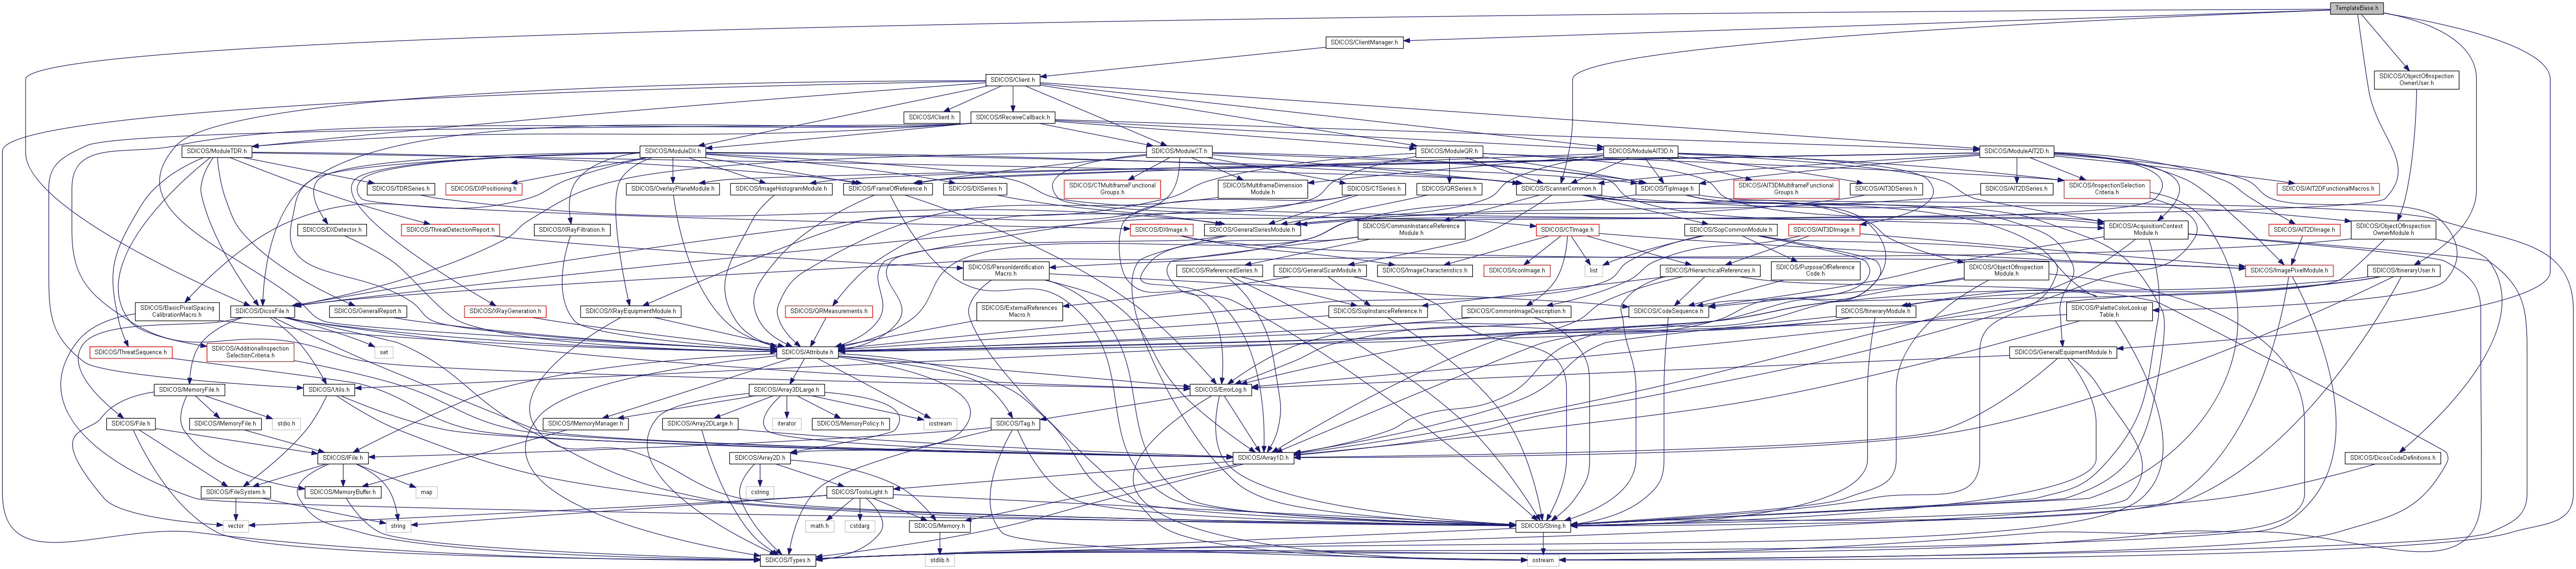 TemplateBase.h
SDICOS/ClientManager.h
SDICOS/Client.h
SDICOS/ObjectOfInspection
OwnerUser.h
SDICOS/IClient.h
SDICOS/IReceiveCallback.h
SDICOS/ModuleTDR.h
SDICOS/ModuleDX.h
SDICOS/ModuleCT.h
SDICOS/ModuleQR.h
SDICOS/ModuleAIT3D.h
SDICOS/ModuleAIT2D.h
SDICOS/TDRSeries.h
SDICOS/DXPositioning.h
SDICOS/OverlayPlaneModule.h
SDICOS/ImageHistogramModule.h
SDICOS/FrameOfReference.h
SDICOS/DXSeries.h
SDICOS/CTMultiframeFunctional
Groups.h
SDICOS/MultiframeDimension
Module.h
SDICOS/CTSeries.h
SDICOS/QRSeries.h
SDICOS/ScannerCommon.h
SDICOS/TipImage.h
SDICOS/AIT3DMultiframeFunctional
Groups.h
SDICOS/AIT3DSeries.h
SDICOS/AIT2DSeries.h
SDICOS/InspectionSelection
Criteria.h
SDICOS/AIT2DFunctionalMacros.h
SDICOS/DXDetector.h
SDICOS/ThreatDetectionReport.h
SDICOS/XRayFiltration.h
SDICOS/GeneralSeriesModule.h
SDICOS/DXImage.h
SDICOS/CommonInstanceReference
Module.h
SDICOS/CTImage.h
SDICOS/SopCommonModule.h
SDICOS/AIT3DImage.h
SDICOS/AcquisitionContext
Module.h
SDICOS/AIT2DImage.h
SDICOS/ObjectOfInspection
OwnerModule.h
SDICOS/PersonIdentification
Macro.h
SDICOS/ImageCharacteristics.h
SDICOS/ReferencedSeries.h
SDICOS/GeneralScanModule.h
SDICOS/IconImage.h
list
SDICOS/HierarchicalReferences.h
SDICOS/PurposeOfReference
Code.h
SDICOS/ObjectOfInspection
Module.h
SDICOS/ImagePixelModule.h
SDICOS/ItineraryUser.h
SDICOS/BasicPixelSpacing
CalibrationMacro.h
SDICOS/DicosFile.h
SDICOS/GeneralReport.h
SDICOS/XRayGeneration.h
SDICOS/XRayEquipmentModule.h
SDICOS/QRMeasurements.h
SDICOS/ExternalReferences
Macro.h
SDICOS/SopInstanceReference.h
SDICOS/CommonImageDescription.h
SDICOS/CodeSequence.h
SDICOS/ItineraryModule.h
SDICOS/PaletteColorLookup
Table.h
SDICOS/ThreatSequence.h
SDICOS/AdditionalInspection
SelectionCriteria.h
set
SDICOS/Attribute.h
SDICOS/GeneralEquipmentModule.h
SDICOS/MemoryFile.h
SDICOS/Utils.h
SDICOS/Array3DLarge.h
SDICOS/ErrorLog.h
SDICOS/File.h
SDICOS/IMemoryFile.h
stdio.h
SDICOS/IMemoryManager.h
SDICOS/Array2DLarge.h
iterator
SDICOS/MemoryPolicy.h
iostream
SDICOS/Tag.h
SDICOS/IFile.h
SDICOS/Array2D.h
SDICOS/Array1D.h
SDICOS/DicosCodeDefinitions.h
SDICOS/FileSystem.h
SDICOS/MemoryBuffer.h
map
cstring
SDICOS/ToolsLight.h
vector
string
math.h
cstdarg
SDICOS/Memory.h
SDICOS/String.h
SDICOS/Types.h
stdlib.h
ostream